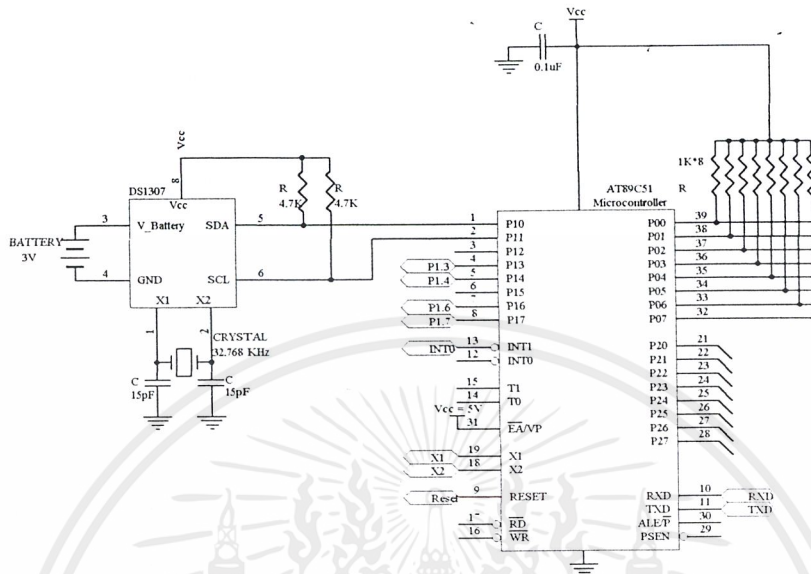 Vcc
C
0.1uF
Vcc
8
DS1307
Vcc
3
V_Battery
SDA
5
R
4.7K
R
4.7K
BATTERY
3V
4
GND
SCL
6
X1
X2
1
2
CRYSTAL
32.768 KHz
C
15pF
C
15pF
1K*8
R
AT89C51
Microcontroller
1
P10
2
P11
3
P12
P1.3
4
P13
P1.4
5
P14
6
P15
P1.6
P16
P1.7
8
P17
INT0
13
INT1
12
INT0
15
T1
14
T0
Vcc = 5V
31
EA/VP
X1
19
X1
X2
18
X2
Reset
9
RESET
RD
16
WR
P00
39
P01
38
P02
37
P03
36
P04
35
P05
34
P06
33
P07
32
P20
21
P21
22
P22
23
P23
24
P24
25
P25
26
P26
27
P27
28
RXD
10
RXD
TXD
11
TXD
ALE/P
30
PSEN
29